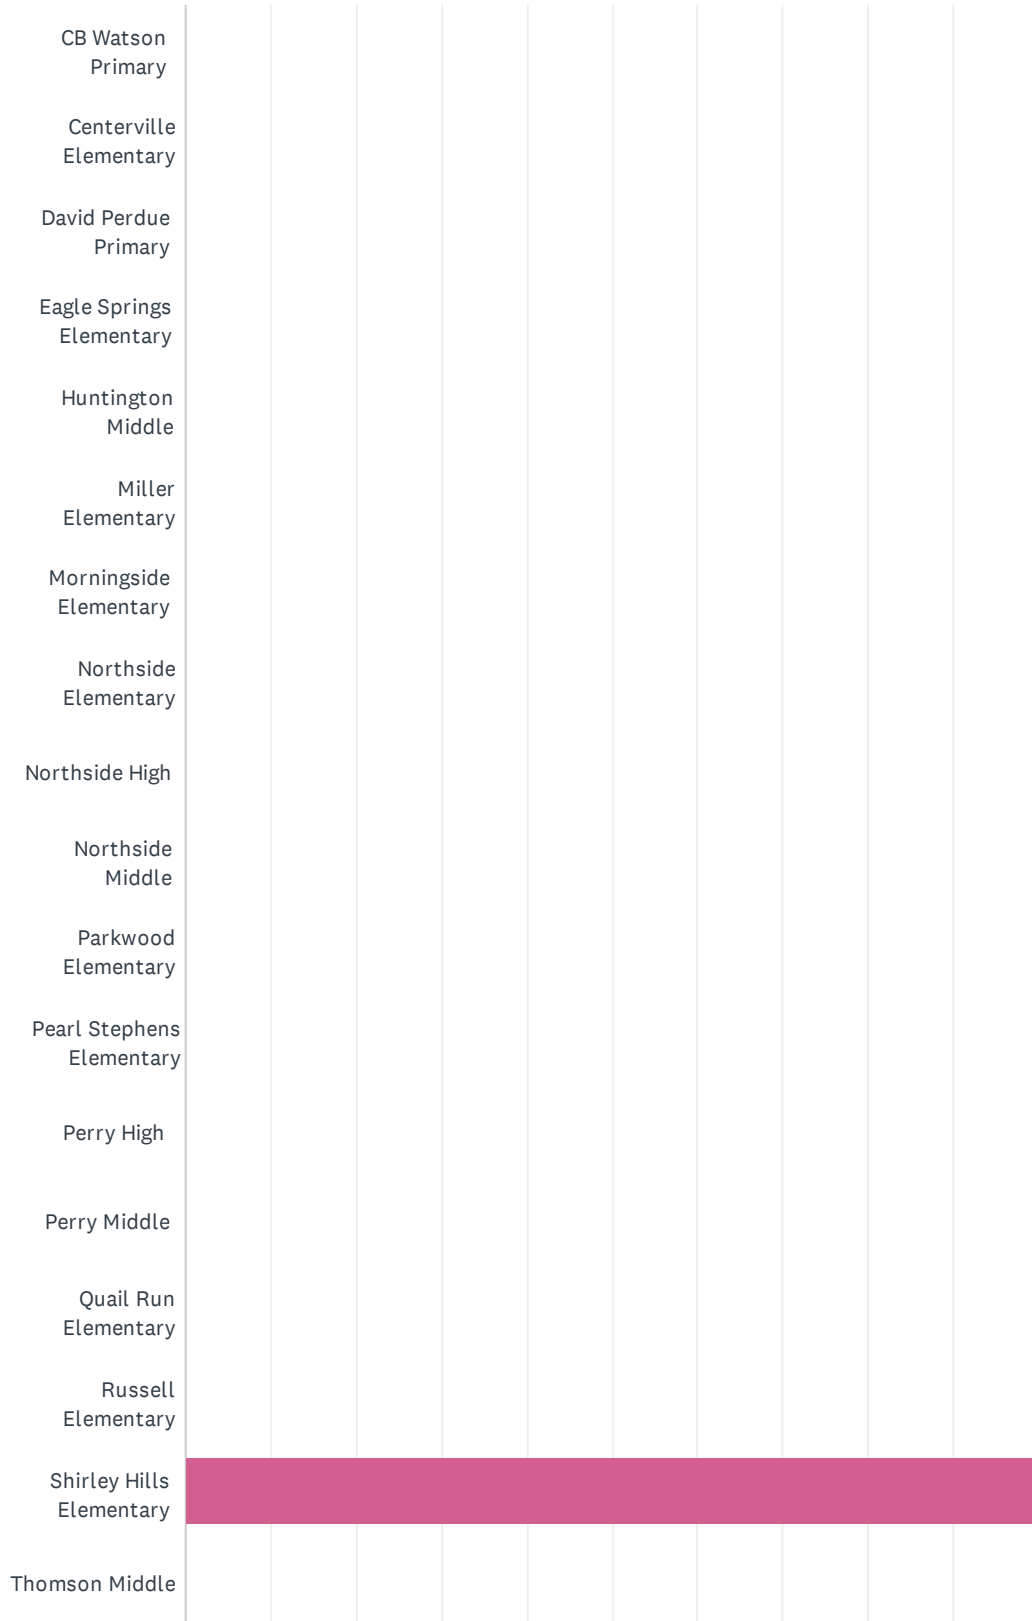 CB Watson
Primary
Centerville
Elementary
David Perdue
Primary
Eagle Springs
Elementary
Huntington
Middle
Miller
Elementary
Morningside
Elementary
Northside
Elementary
Northside High
Northside
Middle
Parkwood
Elementary
Pearl Stephens
Elementary
Perry High
Perry Middle
Quail Run
Elementary
Russell
Elementary
Shirley Hills
Elementary
Thomson Middle